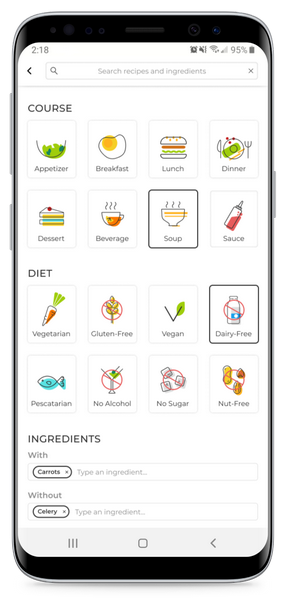 2:18 95%
Search recipes and ingredients
COURSE
Appetizer Breakfast Lunch Dinner
Dessert Beverage Soup Sauce
DIET
Vegetarian Gluten-Free Vegan Dairy-Free
Pescatarian No Alcohol No Sugar Nut-Free
INGREDIENTS
With
Carrots × Type an ingredient...
Without
Celery × Type an ingredient...